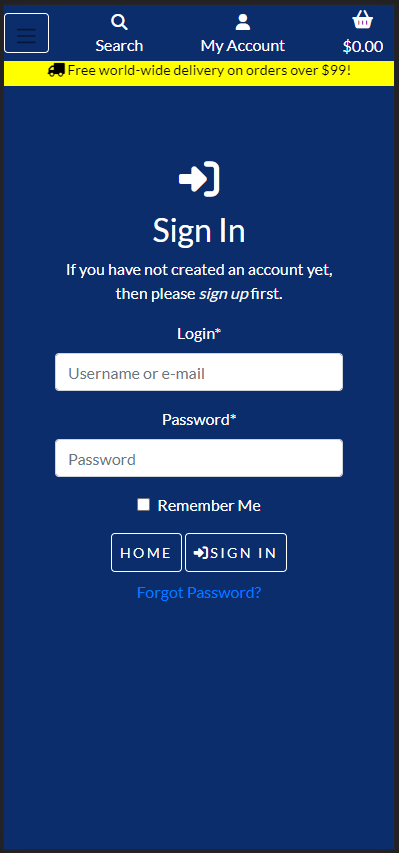 Search
My Account
$0.00
Free world-wide delivery on orders over $99!
Sign In
If you have not created an account yet,
then please sign up first.
Login*
Username or e-mail
Password*
Password
Remember Me
HOME
SIGN IN
Forgot Password?